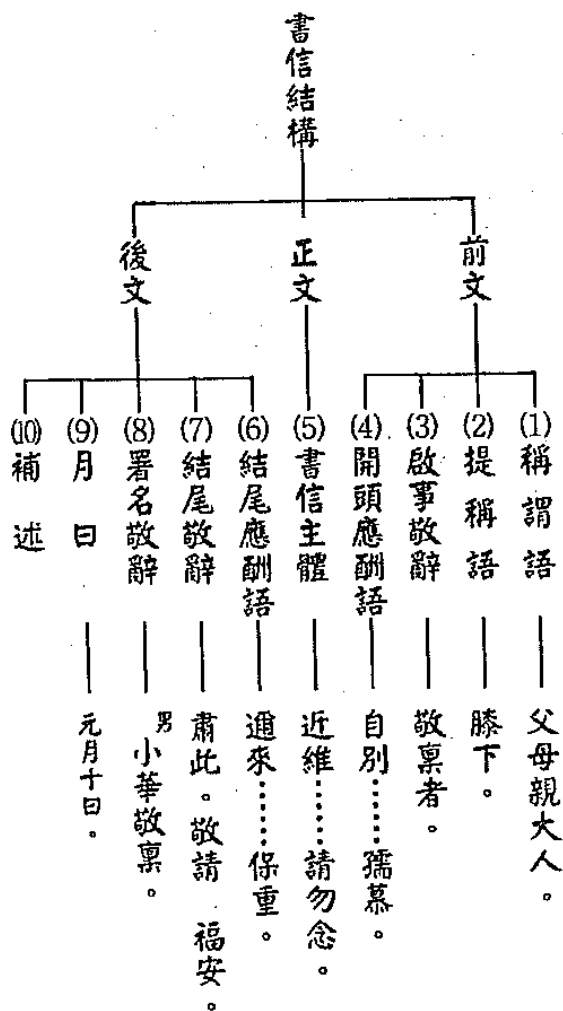 書信結構
前文
正文
後文
(1)稱謂語
父母親大人。
(2)提稱語
膝下。
(3)啟事敬辭
敬稟者。
(4)開頭應酬語
自別……孺慕。
(5)書信主體
近維……請勿念。
(6)結尾應酬語
邇來……保重。
(7)結尾敬辭
肅此。敬請 福安。
(8)署名敬辭
男小華敬稟。
(9)月日
元月十日。
(10)補述